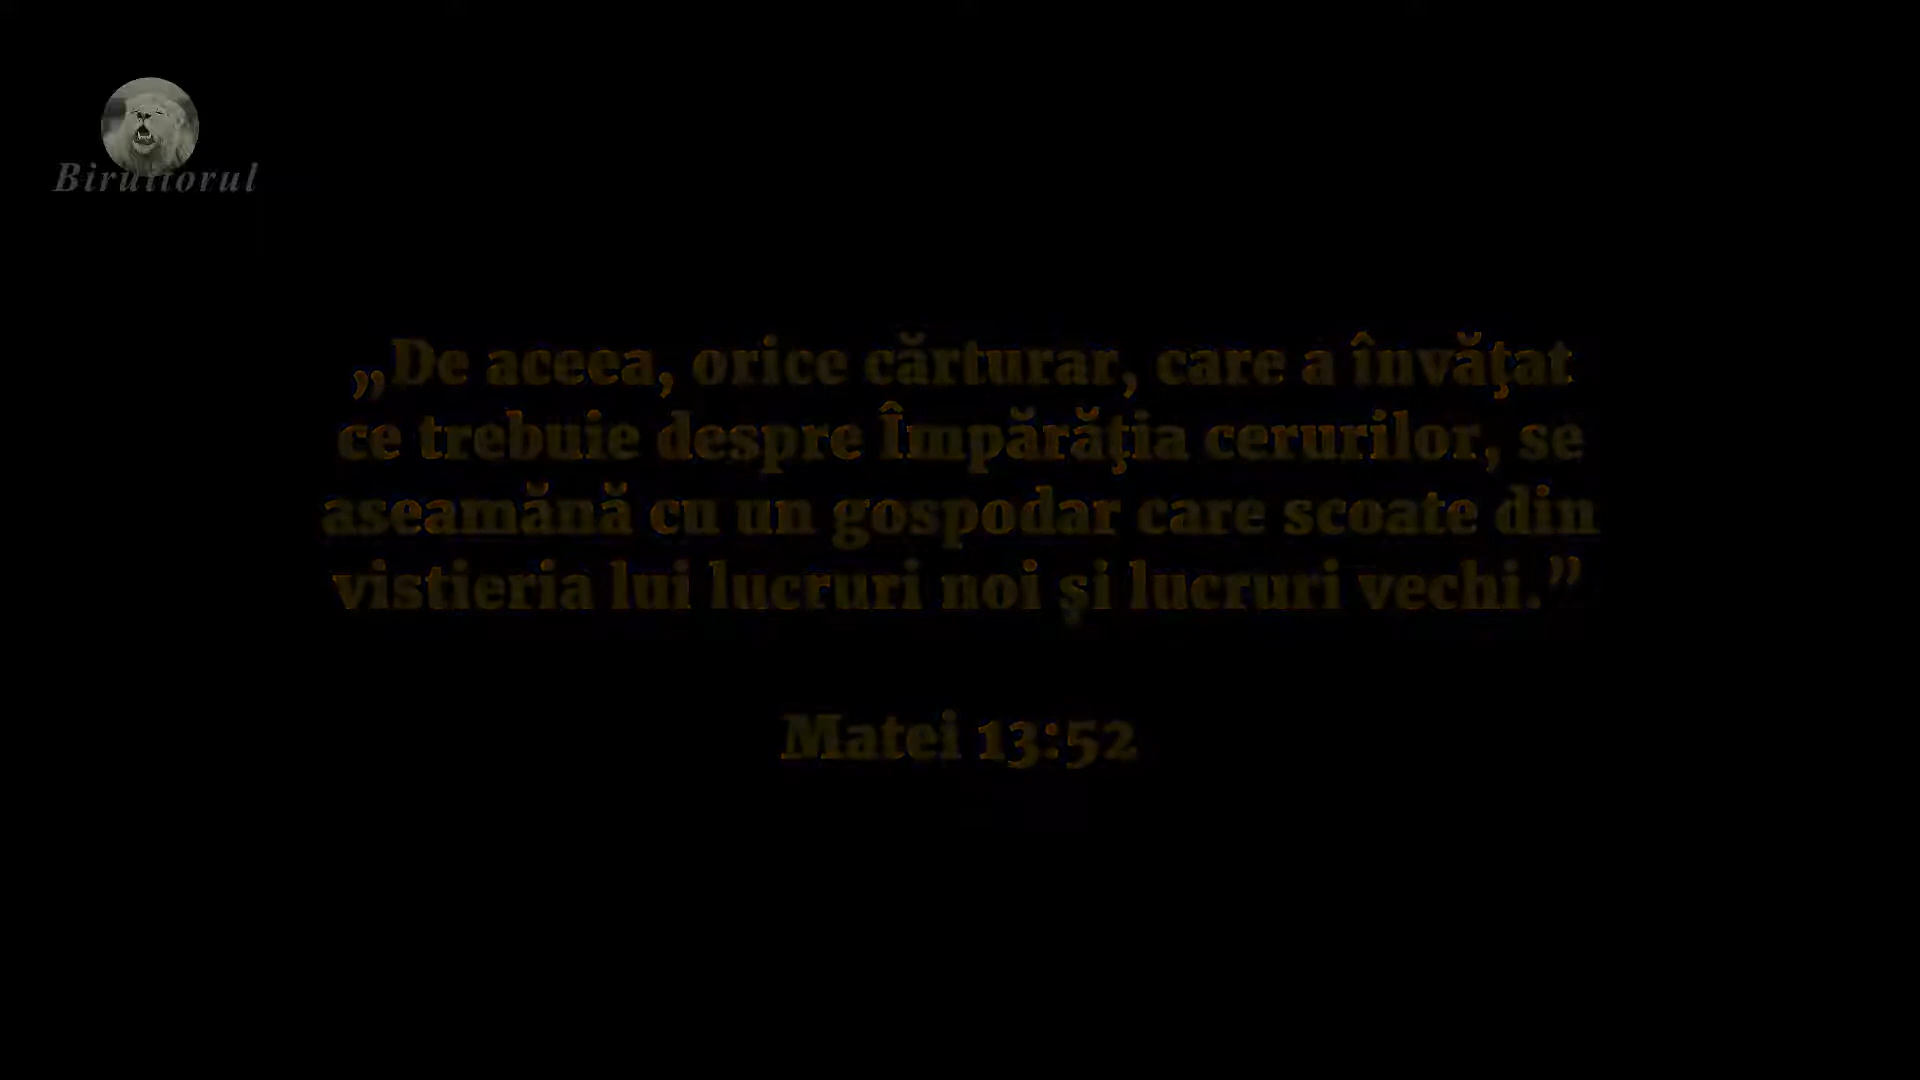 Biruitorul
„De aceea, orice cărturar, care a învăţat
ce trebuie despre Împărăţia cerurilor, se
aseamănă cu un gospodar care scoate din
vistieria lui lucruri noi şi lucruri vechi.”
Matei 13:52